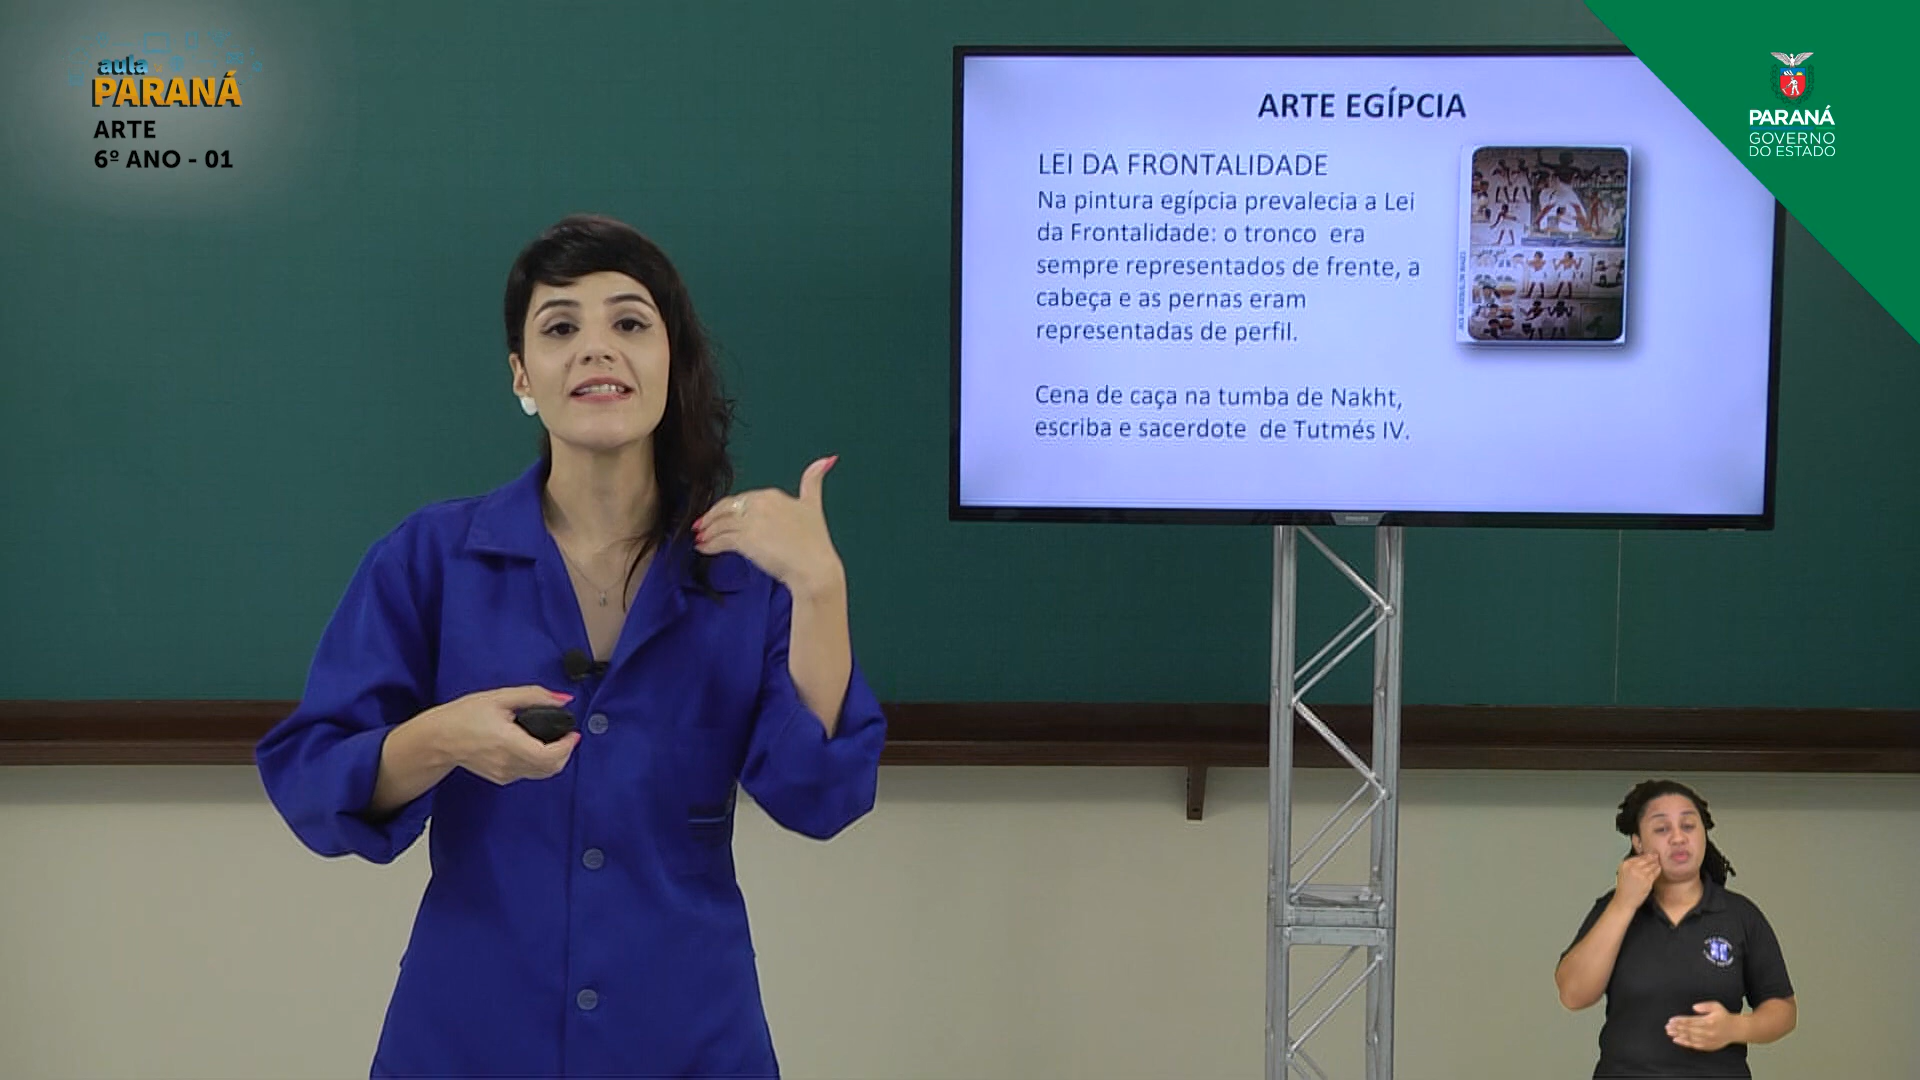 aula
PARANÁ
ARTE
6º ANO - 01
ARTE EGÍPCIA
LEI DA FRONTALIDADE
Na pintura egípcia prevalecia a Lei
da Frontalidade: o tronco era
sempre representados de frente, a
cabeça e as pernas eram
representadas de perfil.
Cena de caça na tumba de Nakht,
escriba e sacerdote de Tutmés IV.
PHILIPS
PARANÁ
GOVERNO
DO ESTADO